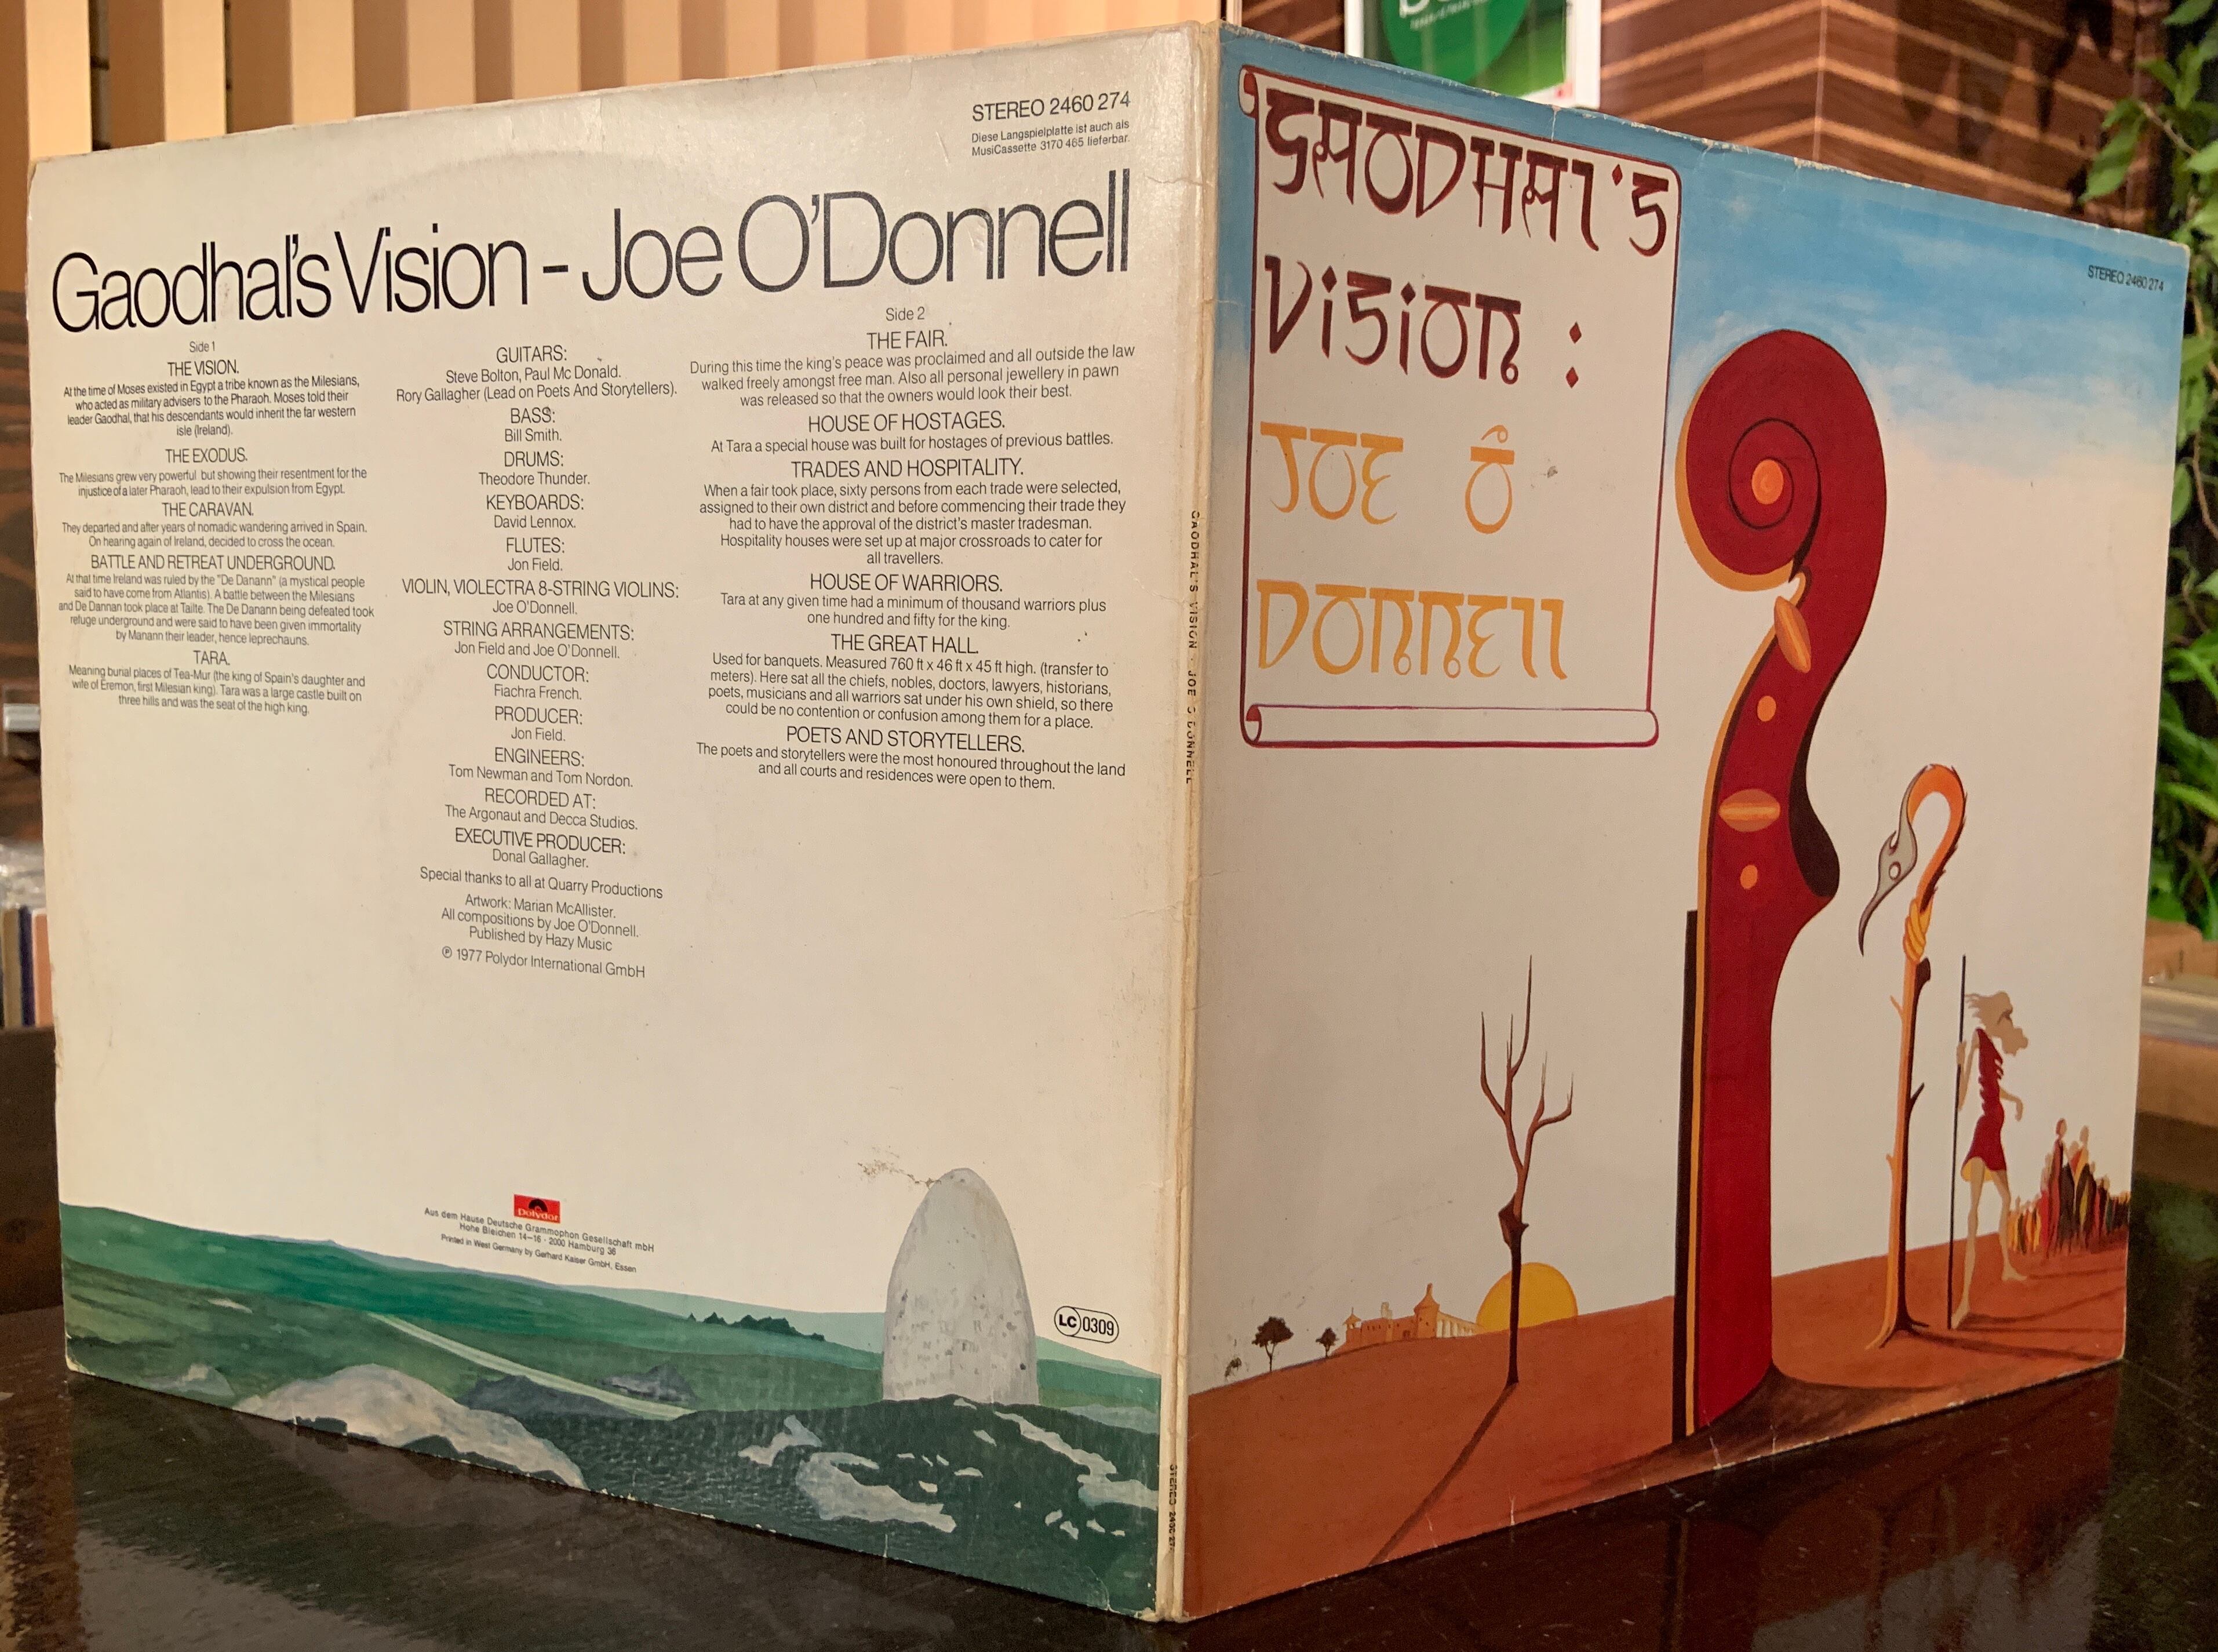 STEREO 2460 274
Diese Langspielplatte ist auch als
MusiCassette 3170 465 lieferbar.
Gaodhal's Vision - Joe O'Donnell
Side 1
THE VISION.
At the time of Moses existed in Egypt a tribe known as the Milesians,
who acted as military advisers to the Pharaoh. Moses told their
leader Gaodhal, that his descendants would inherit the far western
isle (Ireland).
THE EXODUS.
The Milesians grew very powerful but showing their resentment for the
injustice of a later Pharaoh, lead to their expulsion from Egypt.
THE CARAVAN.
They departed and after years of nomadic wandering arrived in Spain.
On hearing again of Ireland, decided to cross the ocean.
BATTLE AND RETREAT UNDERGROUND.
At that time Ireland was ruled by the "De Danann" (a mystical people
said to have come from Atlantis). A battle between the Milesians
and De Dannan took place at Tailte. The De Danann being defeated took
refuge underground and were said to have been given immortality
by Manann their leader, hence leprechauns.
TARA.
Meaning burial places of Tea-Mur (the king of Spain's daughter and
wife of Eremon, first Milesian king). Tara was a large castle built on
three hills and was the seat of the high king.
GUITARS:
Steve Bolton, Paul Mc Donald.
Rory Gallagher (Lead on Poets And Storytellers).
BASS:
Bill Smith.
DRUMS:
Theodore Thunder.
KEYBOARDS:
David Lennox.
FLUTES:
Jon Field.
VIOLIN, VIOLECTRA 8-STRING VIOLINS:
Joe O'Donnell.
STRING ARRANGEMENTS:
Jon Field and Joe O'Donnell.
CONDUCTOR:
Fiachra French.
PRODUCER:
Jon Field.
ENGINEERS:
Tom Newman and Tom Nordon.
RECORDED AT:
The Argonaut and Decca Studios.
EXECUTIVE PRODUCER:
Donal Gallagher.
Special thanks to all at Quarry Productions
Artwork: Marian McAllister.
All compositions by Joe O'Donnell.
Published by Hazy Music
℗ 1977 Polydor International GmbH
Side 2
THE FAIR.
During this time the king's peace was proclaimed and all outside the law
walked freely amongst free man. Also all personal jewellery in pawn
was released so that the owners would look their best.
HOUSE OF HOSTAGES.
At Tara a special house was built for hostages of previous battles.
TRADES AND HOSPITALITY.
When a fair took place, sixty persons from each trade were selected,
assigned to their own district and before commencing their trade they
had to have the approval of the district's master tradesman.
Hospitality houses were set up at major crossroads to cater for
all travellers.
HOUSE OF WARRIORS.
Tara at any given time had a minimum of thousand warriors plus
one hundred and fifty for the king.
THE GREAT HALL.
Used for banquets. Measured 760 ft x 46 ft x 45 ft high. (transfer to
meters). Here sat all the chiefs, nobles, doctors, lawyers, historians,
poets, musicians and all warriors sat under his own shield, so there
could be no contention or confusion among them for a place.
POETS AND STORYTELLERS.
The poets and storytellers were the most honoured throughout the land
and all courts and residences were open to them.
Polydor
Aus dem Hause Deutsche Grammophon Gesellschaft mbH
Hohe Bleichen 14-16 · 2000 Hamburg 36
Printed in West Germany by Gerhard Kaiser GmbH, Essen
LC 0309
GAODHAL'S VISION · JOE O'DONNELL
STEREO 2460 274
GAODHAL'S
VISION :
JOE Ó
DONNELL
STEREO 2460 274